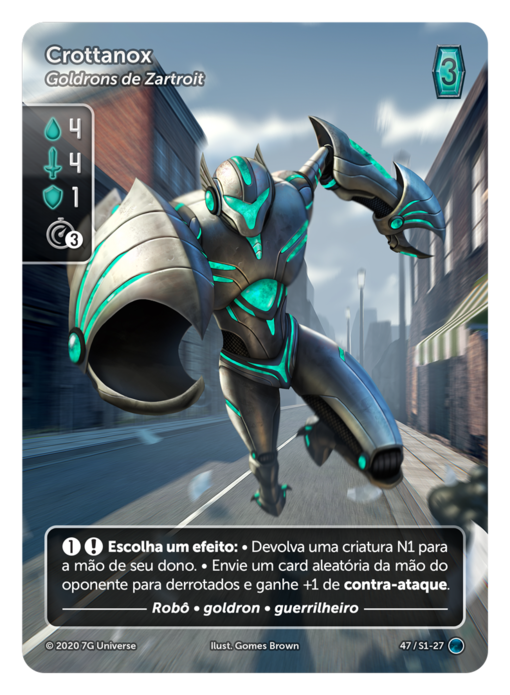 Crottanox
Goldrons de Zartroit
3
4
4
1
3
1 ! Escolha um efeito: • Devolva uma criatura N1 para
a mão de seu dono. • Envie um card aleatória da mão do
oponente para derrotados e ganhe +1 de contra-ataque.
Robô • goldron • guerrilheiro
© 2020 7G Universe Ilust. Gomes Brown 47 / S1-27